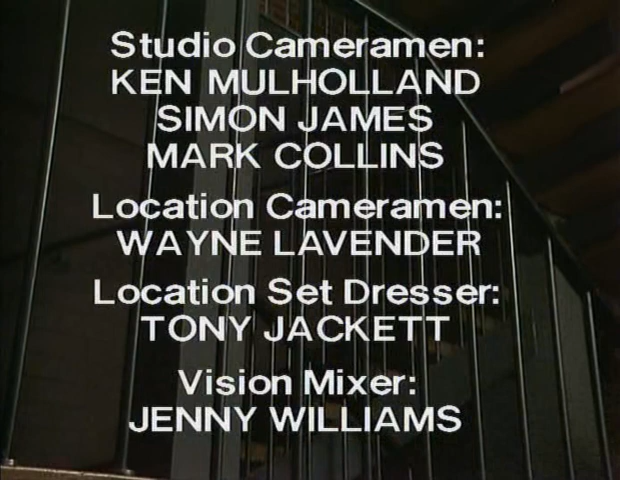 Studio Cameramen:
KEN MULHOLLAND
SIMON JAMES
MARK COLLINS
Location Cameramen:
WAYNE LAVENDER
Location Set Dresser:
TONY JACKETT
Vision Mixer:
JENNY WILLIAMS